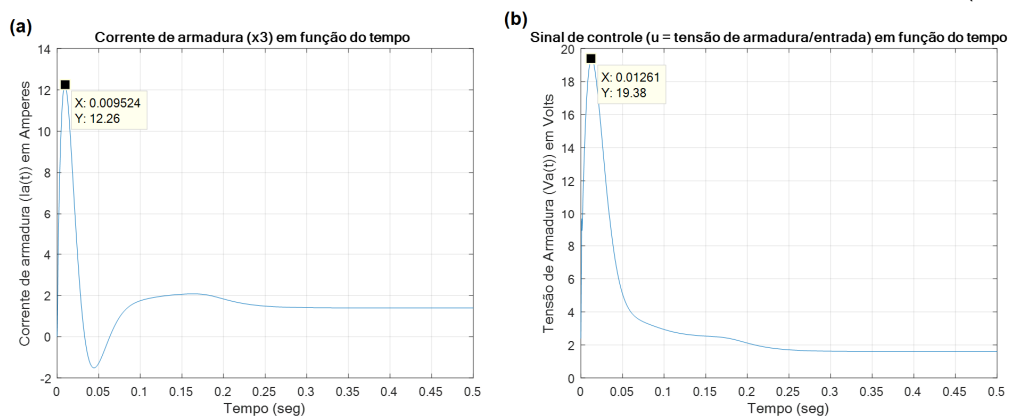 (a)
Corrente de armadura (x3) em função do tempo
14
12
10
8
6
4
2
0
-2
X: 0.009524
Y: 12.26
Corrente de armadura (Ia(t)) em Amperes
0 0.05 0.1 0.15 0.2 0.25 0.3 0.35 0.4 0.45 0.5
Tempo (seg)
(b)
Sinal de controle (u = tensão de armadura/entrada) em função do tempo
20
18
16
14
12
10
8
6
4
2
0
X: 0.01261
Y: 19.38
Tensão de Armadura (Va(t)) em Volts
0 0.05 0.1 0.15 0.2 0.25 0.3 0.35 0.4 0.45 0.5
Tempo (seg)